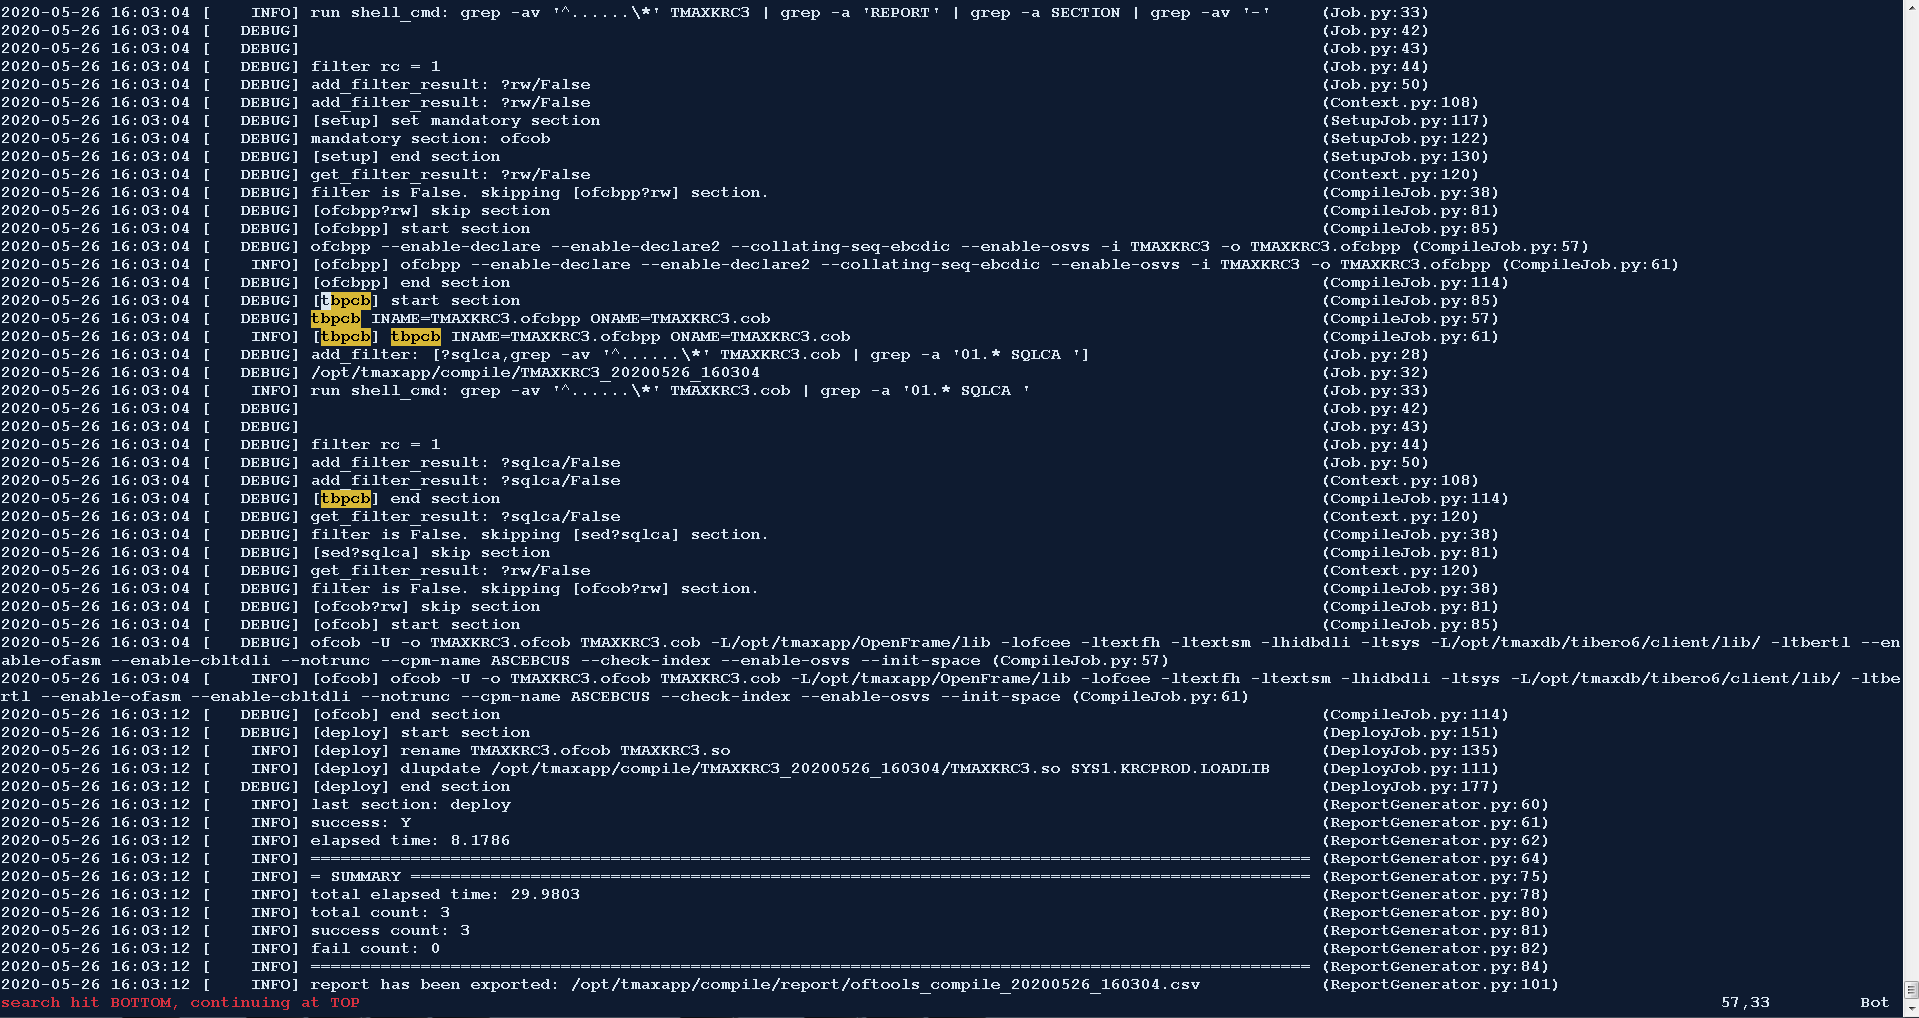 2020-05-26 16:03:04 [    INFO] run shell_cmd: grep -av '^......\*' TMAXKRC3 | grep -a 'REPORT' | grep -a SECTION | grep -av '-' (Job.py:33)
2020-05-26 16:03:04 [   DEBUG] (Job.py:42)
2020-05-26 16:03:04 [   DEBUG] (Job.py:43)
2020-05-26 16:03:04 [   DEBUG] filter rc = 1 (Job.py:44)
2020-05-26 16:03:04 [   DEBUG] add_filter_result: ?rw/False (Job.py:50)
2020-05-26 16:03:04 [   DEBUG] add_filter_result: ?rw/False (Context.py:108)
2020-05-26 16:03:04 [   DEBUG] [setup] set mandatory section (SetupJob.py:117)
2020-05-26 16:03:04 [   DEBUG] mandatory section: ofcob (SetupJob.py:122)
2020-05-26 16:03:04 [   DEBUG] [setup] end section (SetupJob.py:130)
2020-05-26 16:03:04 [   DEBUG] get_filter_result: ?rw/False (Context.py:120)
2020-05-26 16:03:04 [   DEBUG] filter is False. skipping [ofcbpp?rw] section. (CompileJob.py:38)
2020-05-26 16:03:04 [   DEBUG] [ofcbpp?rw] skip section (CompileJob.py:81)
2020-05-26 16:03:04 [   DEBUG] [ofcbpp] start section (CompileJob.py:85)
2020-05-26 16:03:04 [   DEBUG] ofcbpp --enable-declare --enable-declare2 --collating-seq-ebcdic --enable-osvs -i TMAXKRC3 -o TMAXKRC3.ofcbpp (CompileJob.py:57)
2020-05-26 16:03:04 [    INFO] [ofcbpp] ofcbpp --enable-declare --enable-declare2 --collating-seq-ebcdic --enable-osvs -i TMAXKRC3 -o TMAXKRC3.ofcbpp (CompileJob.py:61)
2020-05-26 16:03:04 [   DEBUG] [ofcbpp] end section (CompileJob.py:114)
2020-05-26 16:03:04 [   DEBUG] [tbpcb] start section (CompileJob.py:85)
2020-05-26 16:03:04 [   DEBUG] tbpcb INAME=TMAXKRC3.ofcbpp ONAME=TMAXKRC3.cob (CompileJob.py:57)
2020-05-26 16:03:04 [    INFO] [tbpcb] tbpcb INAME=TMAXKRC3.ofcbpp ONAME=TMAXKRC3.cob (CompileJob.py:61)
2020-05-26 16:03:04 [   DEBUG] add_filter: [?sqlca,grep -av '^......\*' TMAXKRC3.cob | grep -a '01.* SQLCA '] (Job.py:28)
2020-05-26 16:03:04 [   DEBUG] /opt/tmaxapp/compile/TMAXKRC3_20200526_160304 (Job.py:32)
2020-05-26 16:03:04 [    INFO] run shell_cmd: grep -av '^......\*' TMAXKRC3.cob | grep -a '01.* SQLCA ' (Job.py:33)
2020-05-26 16:03:04 [   DEBUG] (Job.py:42)
2020-05-26 16:03:04 [   DEBUG] (Job.py:43)
2020-05-26 16:03:04 [   DEBUG] filter rc = 1 (Job.py:44)
2020-05-26 16:03:04 [   DEBUG] add_filter_result: ?sqlca/False (Job.py:50)
2020-05-26 16:03:04 [   DEBUG] add_filter_result: ?sqlca/False (Context.py:108)
2020-05-26 16:03:04 [   DEBUG] [tbpcb] end section (CompileJob.py:114)
2020-05-26 16:03:04 [   DEBUG] get_filter_result: ?sqlca/False (Context.py:120)
2020-05-26 16:03:04 [   DEBUG] filter is False. skipping [sed?sqlca] section. (CompileJob.py:38)
2020-05-26 16:03:04 [   DEBUG] [sed?sqlca] skip section (CompileJob.py:81)
2020-05-26 16:03:04 [   DEBUG] get_filter_result: ?rw/False (Context.py:120)
2020-05-26 16:03:04 [   DEBUG] filter is False. skipping [ofcob?rw] section. (CompileJob.py:38)
2020-05-26 16:03:04 [   DEBUG] [ofcob?rw] skip section (CompileJob.py:81)
2020-05-26 16:03:04 [   DEBUG] [ofcob] start section (CompileJob.py:85)
2020-05-26 16:03:04 [   DEBUG] ofcob -U -o TMAXKRC3.ofcob TMAXKRC3.cob -L/opt/tmaxapp/OpenFrame/lib -lofcee -ltextfh -ltextsm -lhidbdli -ltsys -L/opt/tmaxdb/tibero6/client/lib/ -ltbertl --en
able-ofasm --enable-cbltdli --notrunc --cpm-name ASCEBCUS --check-index --enable-osvs --init-space (CompileJob.py:57)
2020-05-26 16:03:04 [    INFO] [ofcob] ofcob -U -o TMAXKRC3.ofcob TMAXKRC3.cob -L/opt/tmaxapp/OpenFrame/lib -lofcee -ltextfh -ltextsm -lhidbdli -ltsys -L/opt/tmaxdb/tibero6/client/lib/ -ltbe
rtl --enable-ofasm --enable-cbltdli --notrunc --cpm-name ASCEBCUS --check-index --enable-osvs --init-space (CompileJob.py:61)
2020-05-26 16:03:12 [   DEBUG] [ofcob] end section (CompileJob.py:114)
2020-05-26 16:03:12 [   DEBUG] [deploy] start section (DeployJob.py:151)
2020-05-26 16:03:12 [    INFO] [deploy] rename TMAXKRC3.ofcob TMAXKRC3.so (DeployJob.py:135)
2020-05-26 16:03:12 [    INFO] [deploy] dlupdate /opt/tmaxapp/compile/TMAXKRC3_20200526_160304/TMAXKRC3.so SYS1.KRCPROD.LOADLIB (DeployJob.py:111)
2020-05-26 16:03:12 [   DEBUG] [deploy] end section (DeployJob.py:177)
2020-05-26 16:03:12 [    INFO] last section: deploy (ReportGenerator.py:60)
2020-05-26 16:03:12 [    INFO] success: Y (ReportGenerator.py:61)
2020-05-26 16:03:12 [    INFO] elapsed time: 8.1786 (ReportGenerator.py:62)
2020-05-26 16:03:12 [    INFO] ==================================================================================================== (ReportGenerator.py:64)
2020-05-26 16:03:12 [    INFO] = SUMMARY ========================================================================================== (ReportGenerator.py:75)
2020-05-26 16:03:12 [    INFO] total elapsed time: 29.9803 (ReportGenerator.py:78)
2020-05-26 16:03:12 [    INFO] total count: 3 (ReportGenerator.py:80)
2020-05-26 16:03:12 [    INFO] success count: 3 (ReportGenerator.py:81)
2020-05-26 16:03:12 [    INFO] fail count: 0 (ReportGenerator.py:82)
2020-05-26 16:03:12 [    INFO] ==================================================================================================== (ReportGenerator.py:84)
2020-05-26 16:03:12 [    INFO] report has been exported: /opt/tmaxapp/compile/report/oftools_compile_20200526_160304.csv (ReportGenerator.py:101)
search hit BOTTOM, continuing at TOP 57,33 Bot